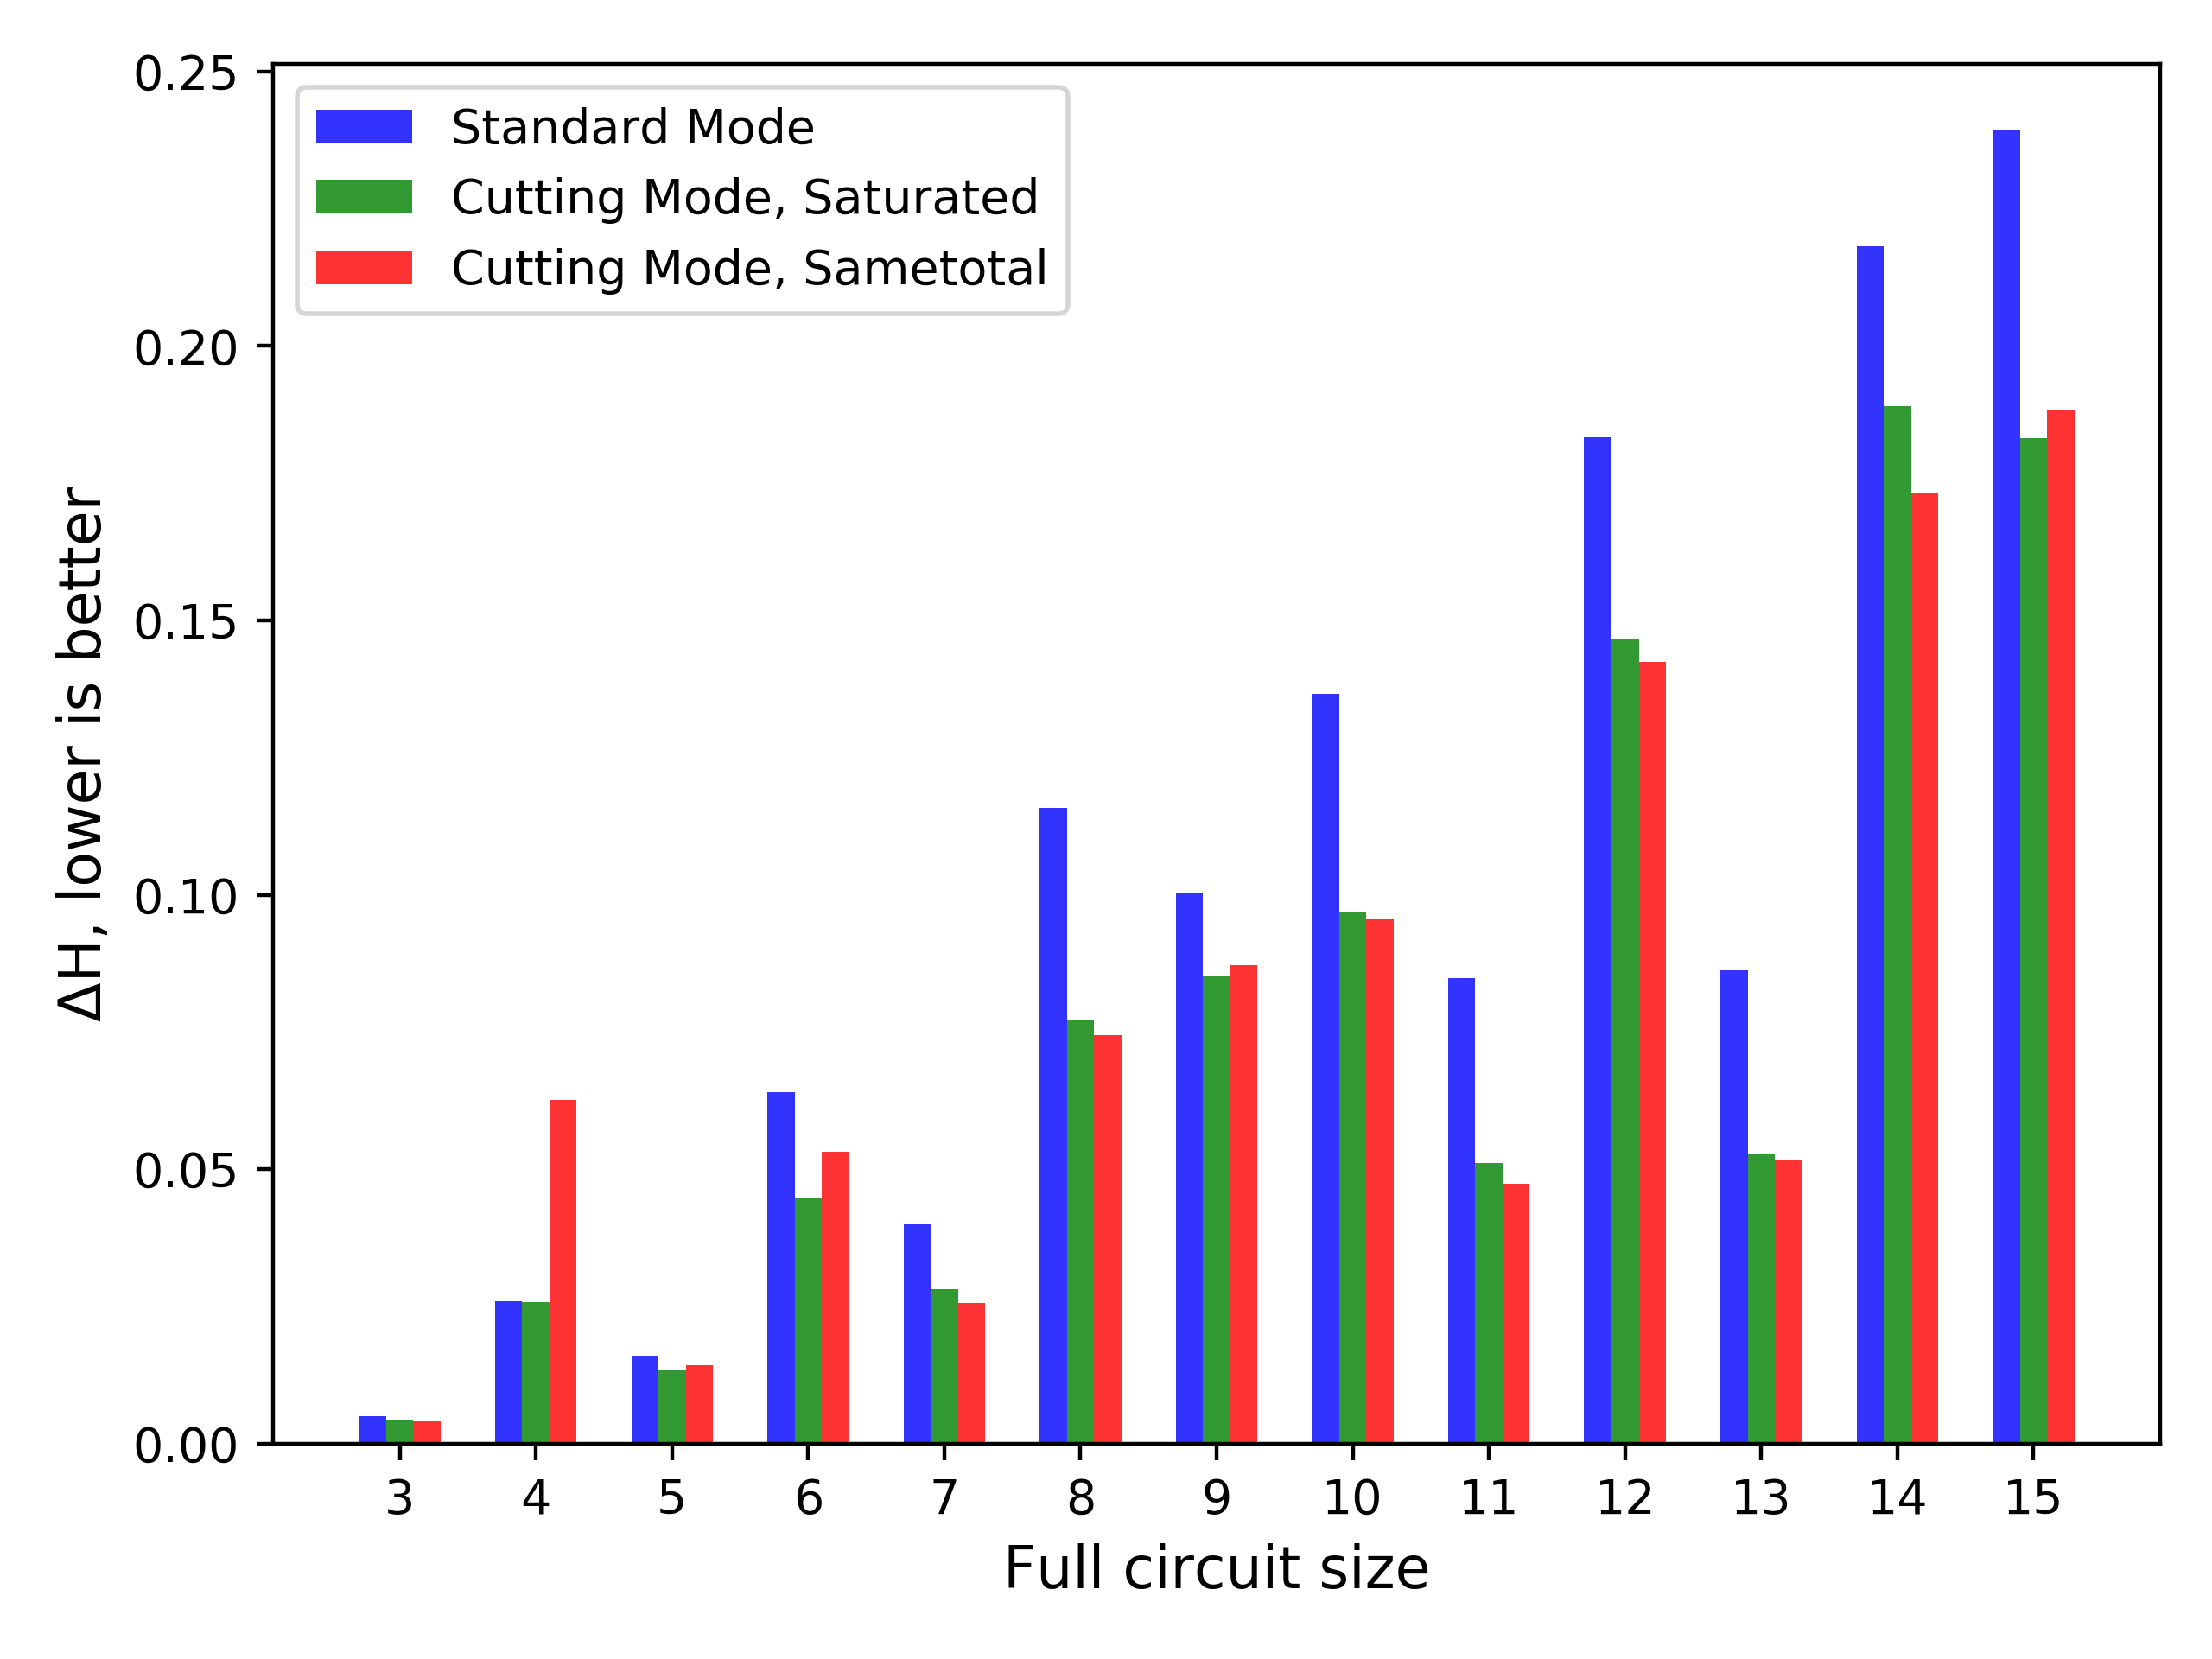 0.25
0.20
0.15
0.10
0.05
0.00
ΔH, lower is better
Standard Mode
Cutting Mode, Saturated
Cutting Mode, Sametotal
3 4 5 6 7 8 9 10 11 12 13 14 15
Full circuit size